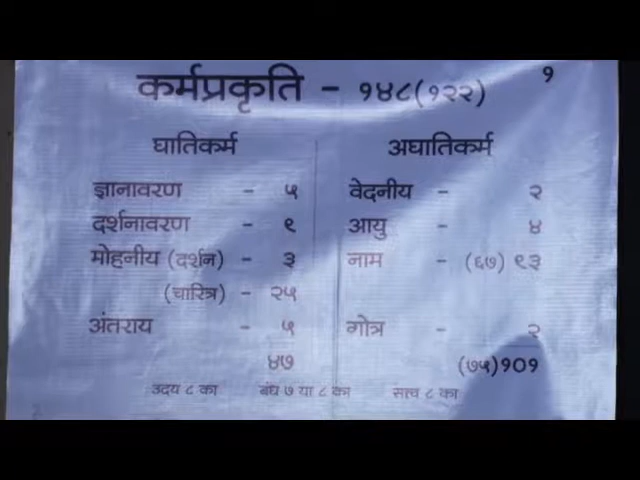 १
कर्मप्रकृति - १४८(१२२)
घातिकर्म अघातिकर्म
ज्ञानावरण - ५ वेदनीय - २
दर्शनावरण - ९ आयु - ४
मोहनीय (दर्शन) - ३ नाम - (६७) ९३
(चारित्र) - २५
अंतराय - ५ गोत्र - २
४७ (७५)१०१
उदय ८ का बंध ७ या ८ का सत्त्व ८ का